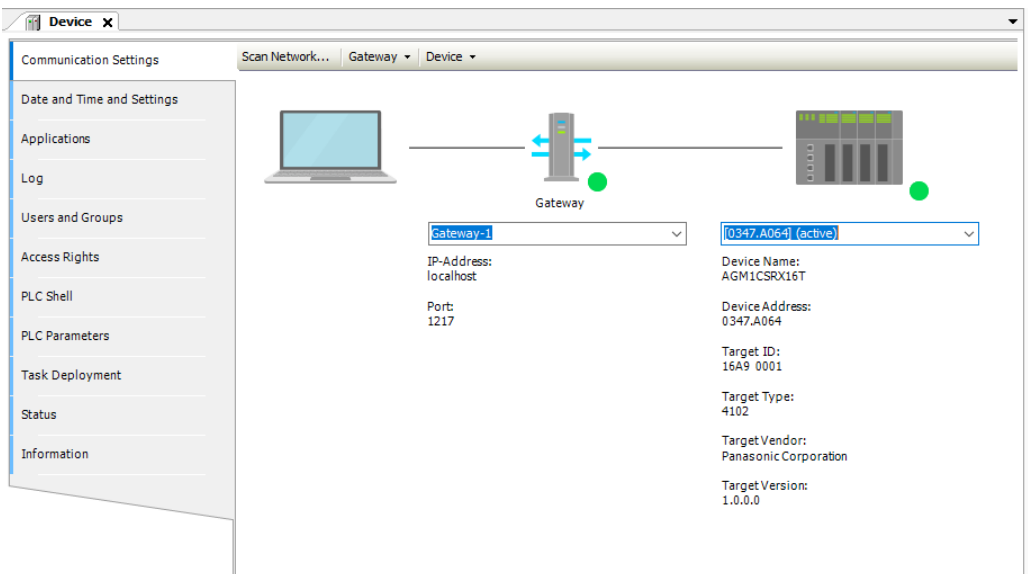 Device
Communication Settings
Date and Time and Settings
Applications
Log
Users and Groups
Access Rights
PLC Shell
PLC Parameters
Task Deployment
Status
Information
Scan Network... Gateway Device
Gateway
Gateway-1
IP-Address:
localhost
Port:
1217
[0347.A064] (active)
Device Name:
AGM1CSRX16T
Device Address:
0347.A064
Target ID:
16A9 0001
Target Type:
4102
Target Vendor:
Panasonic Corporation
Target Version:
1.0.0.0